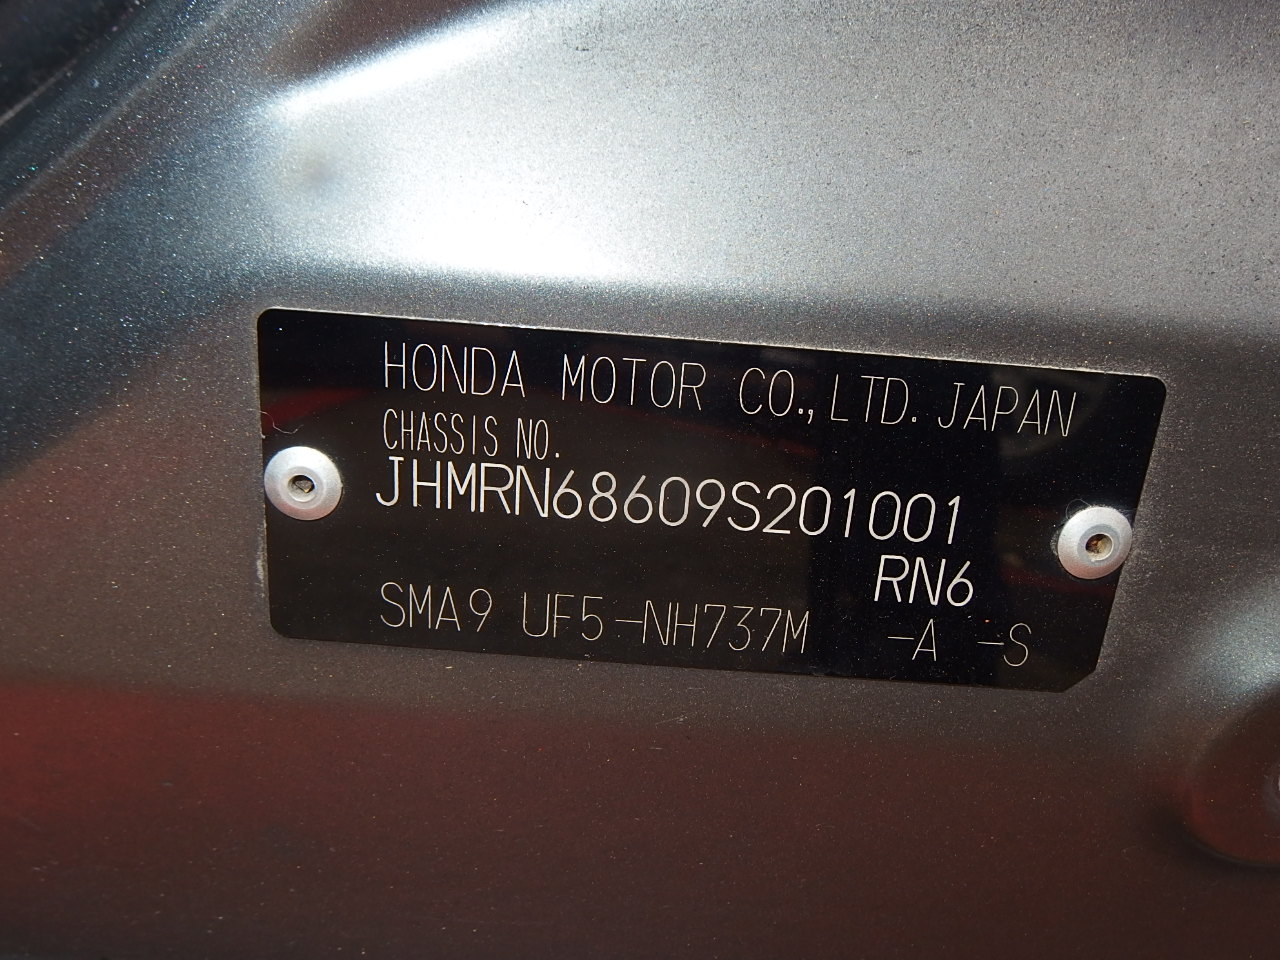 HONDA MOTOR CO.,LTD. JAPAN
CHASSIS NO.
JHMRN68609S201001
RN6
SMA9 UF5-NH737M -A -S